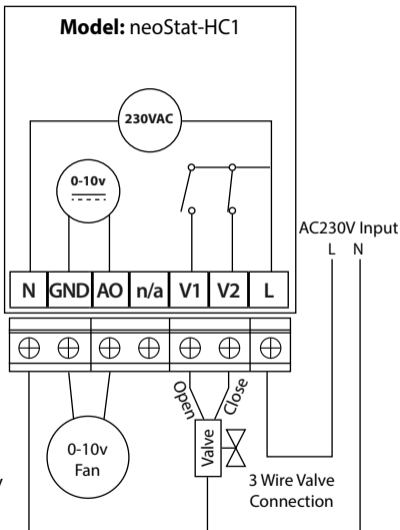 Model: neoStat-HC1
230VAC
0-10v
AC230V Input
L N
N GND AO n/a V1 V2 L
Open Close
Valve
0-10v
Fan
3 Wire Valve
Connection